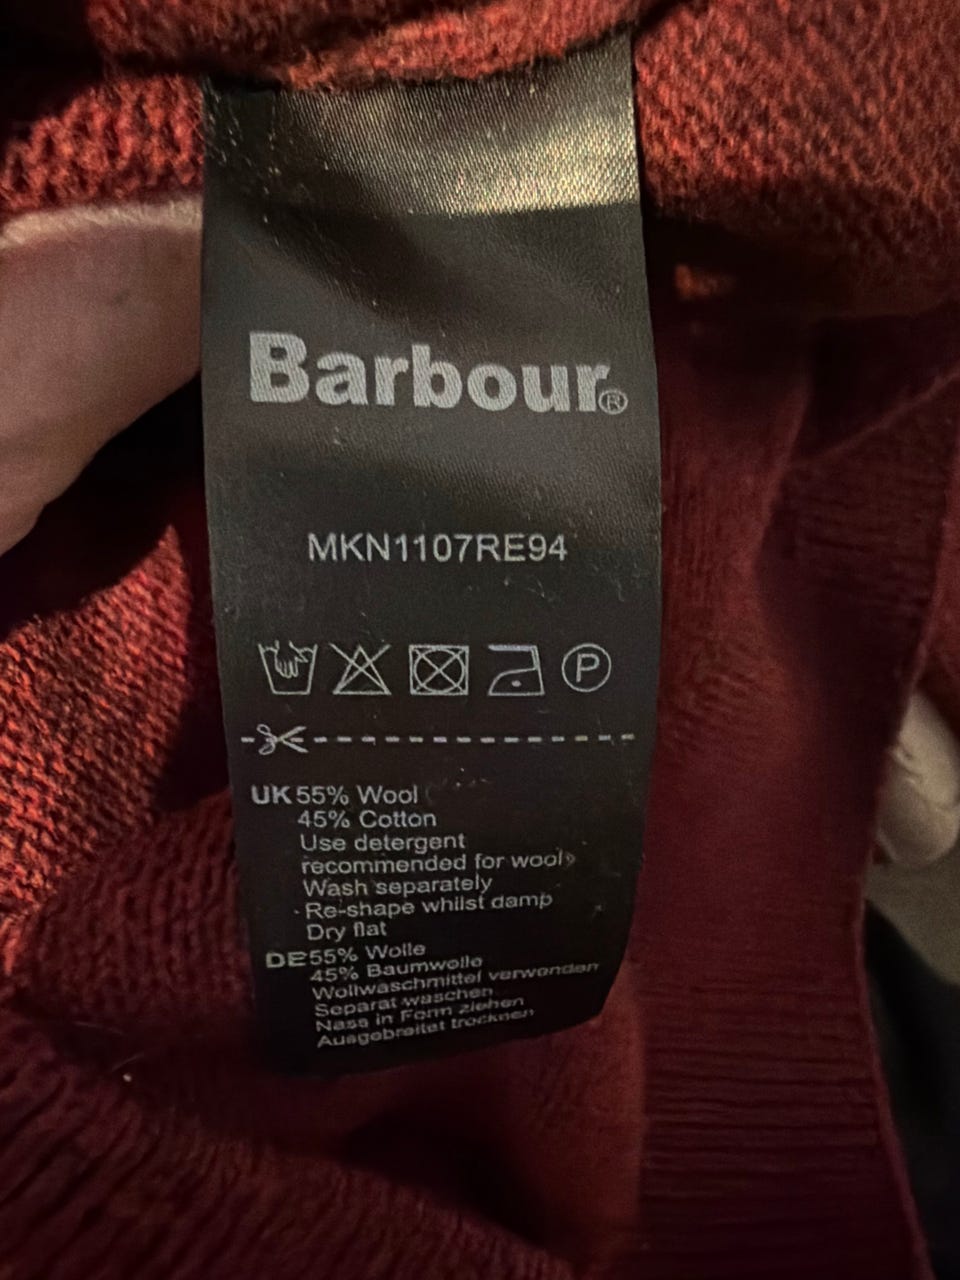 Barbour®
MKN1107RE94
P
UK 55% Wool
45% Cotton
Use detergent
recommended for wool
Wash separately
Re-shape whilst damp
Dry flat
DE 55% Wolle
45% Baumwolle
Wollwaschmittel verwenden
Separat waschen
Nass in Form ziehen
Ausgebreitet trocknen